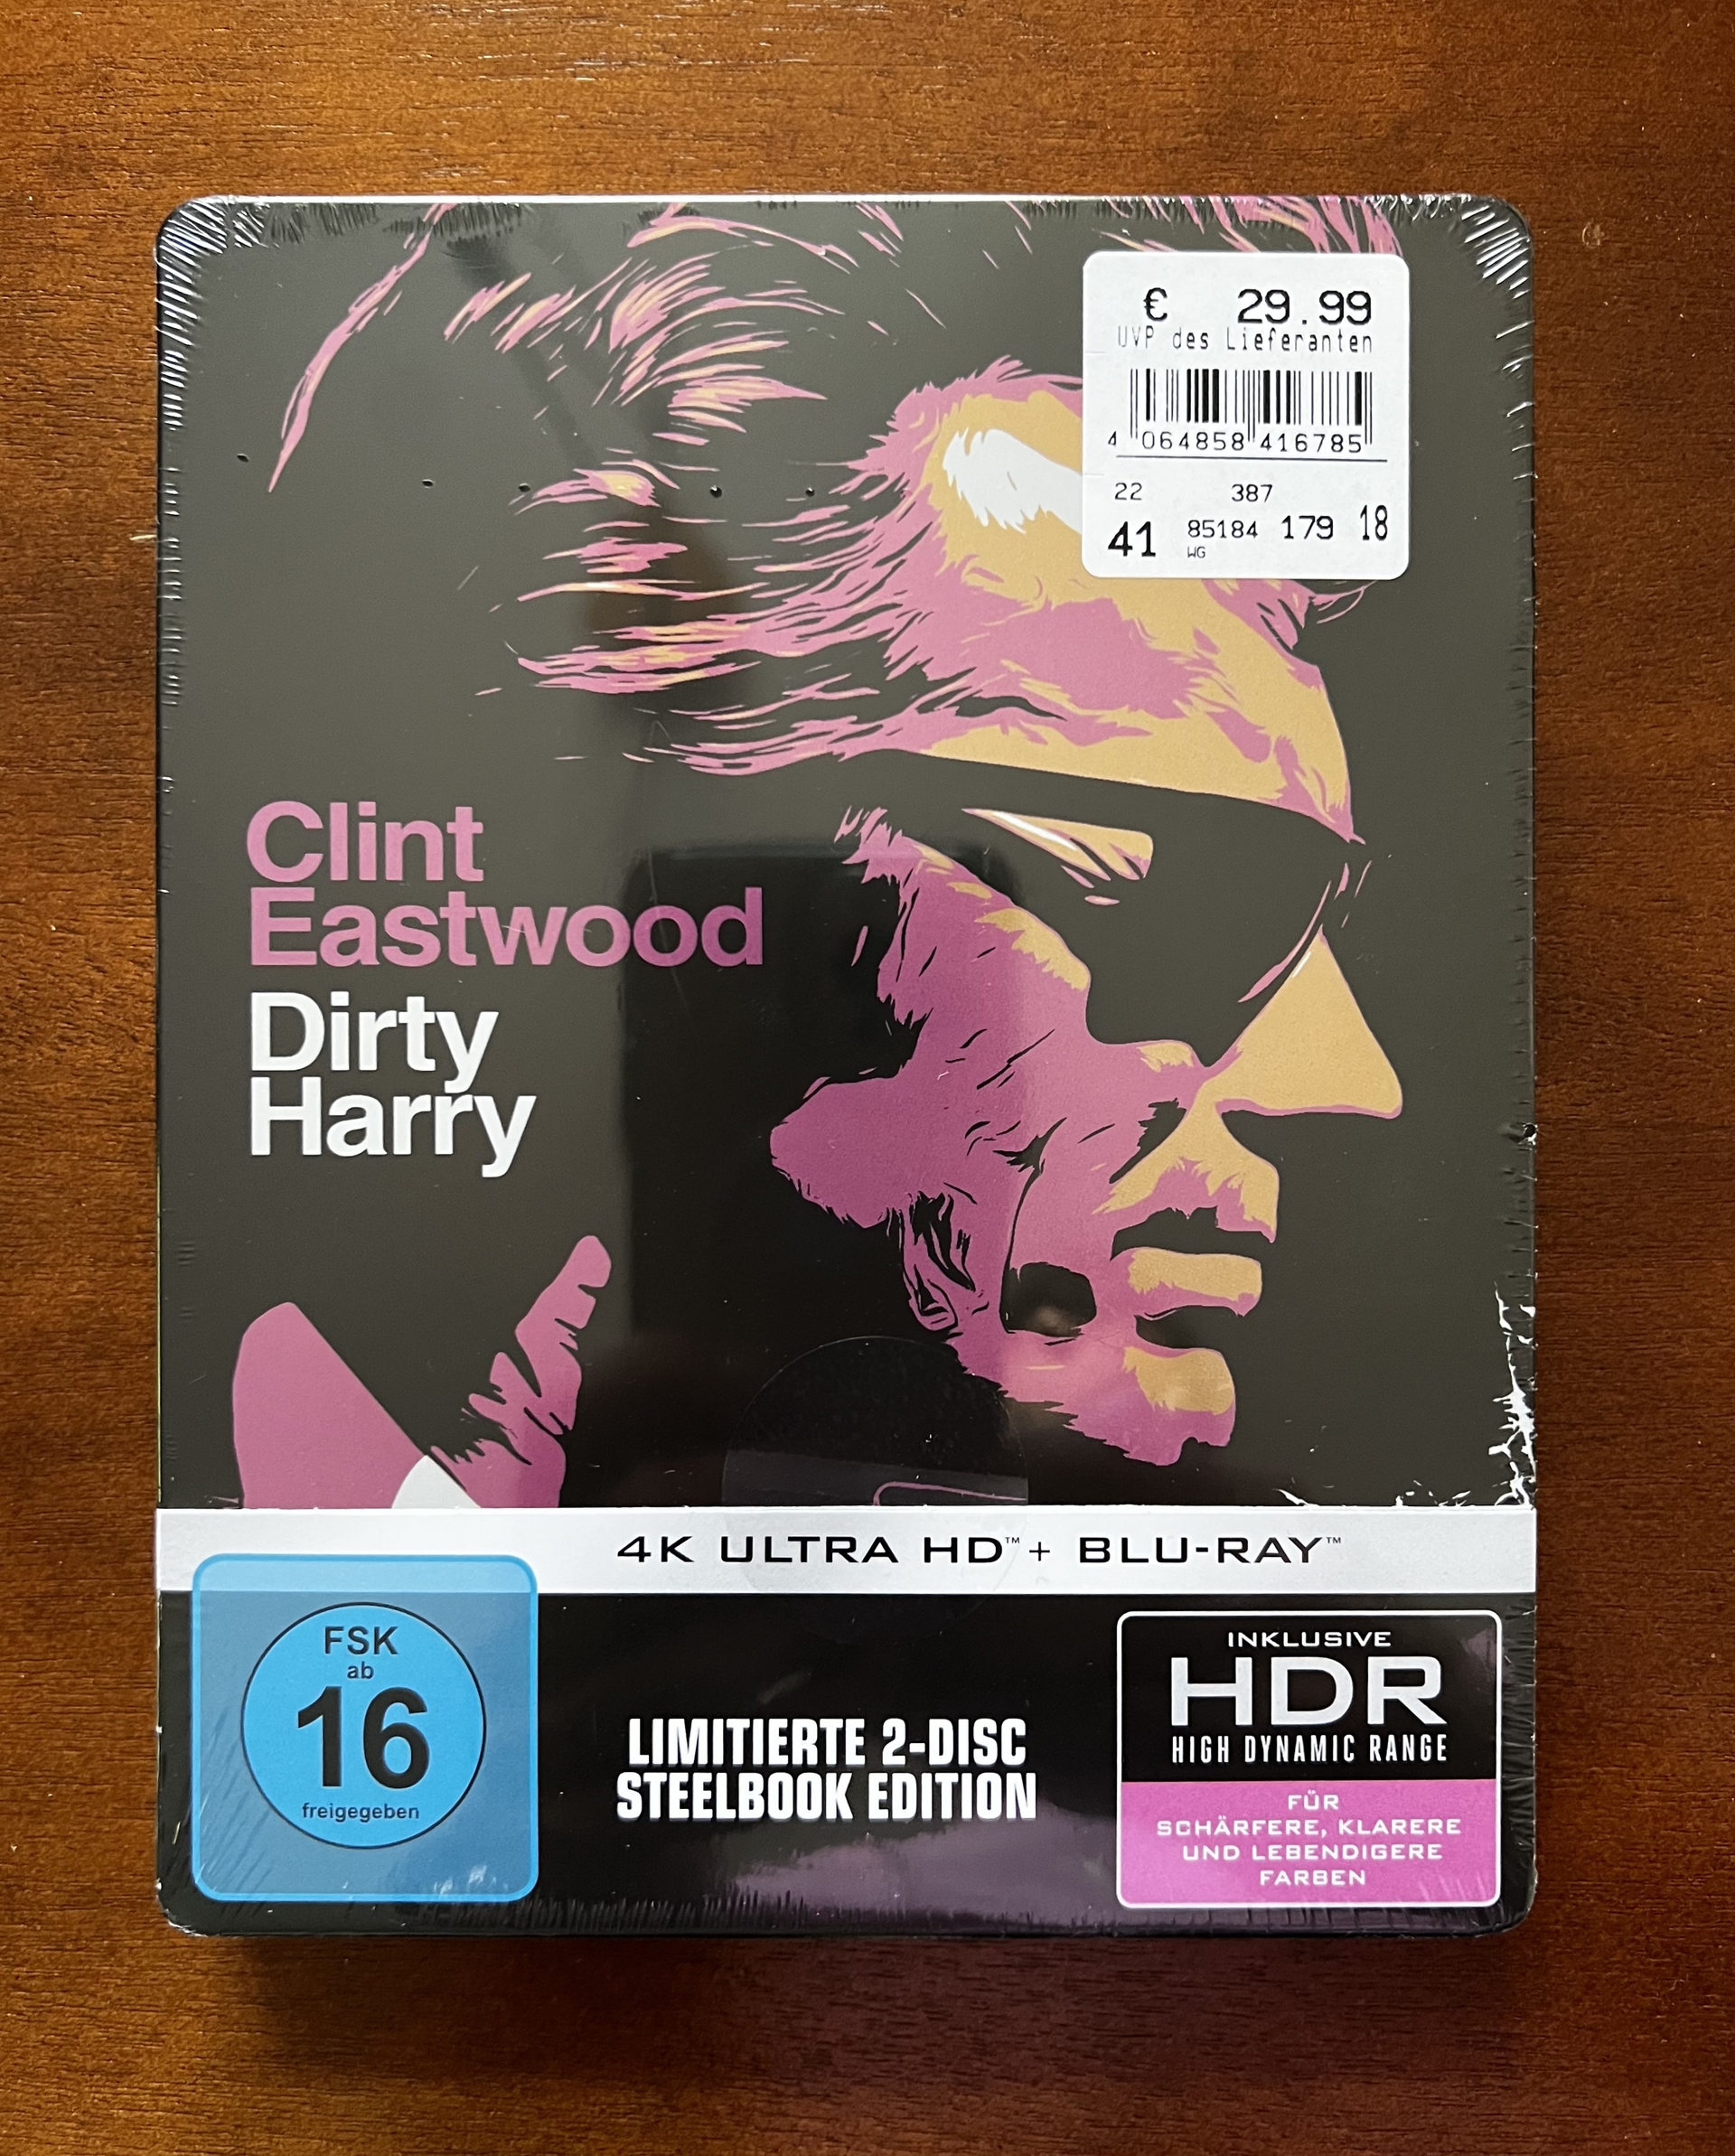 € 29.99
UVP des Lieferanten
4 064858 416785
22 387
41 85184 179 18
WG
Clint
Eastwood
Dirty
Harry
4K ULTRA HD™ + BLU-RAY™
FSK
ab
16
freigegeben
LIMITIERTE 2-DISC
STEELBOOK EDITION
INKLUSIVE
HDR
HIGH DYNAMIC RANGE
FÜR
SCHÄRFERE, KLARERE
UND LEBENDIGERE
FARBEN